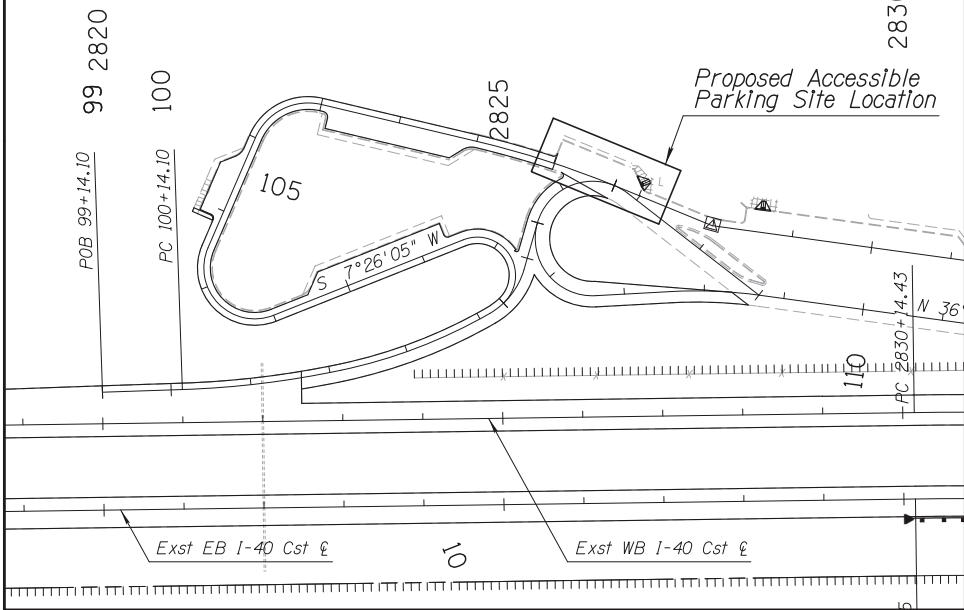 99 2820
100
2825
2830
Proposed Accessible
Parking Site Location
POB 99+14.10
PC 100+14.10
105
S 7°26'05" W
PC 2830+14.43
N 36°
110
Exst EB I-40 Cst ℄
10
Exst WB I-40 Cst ℄